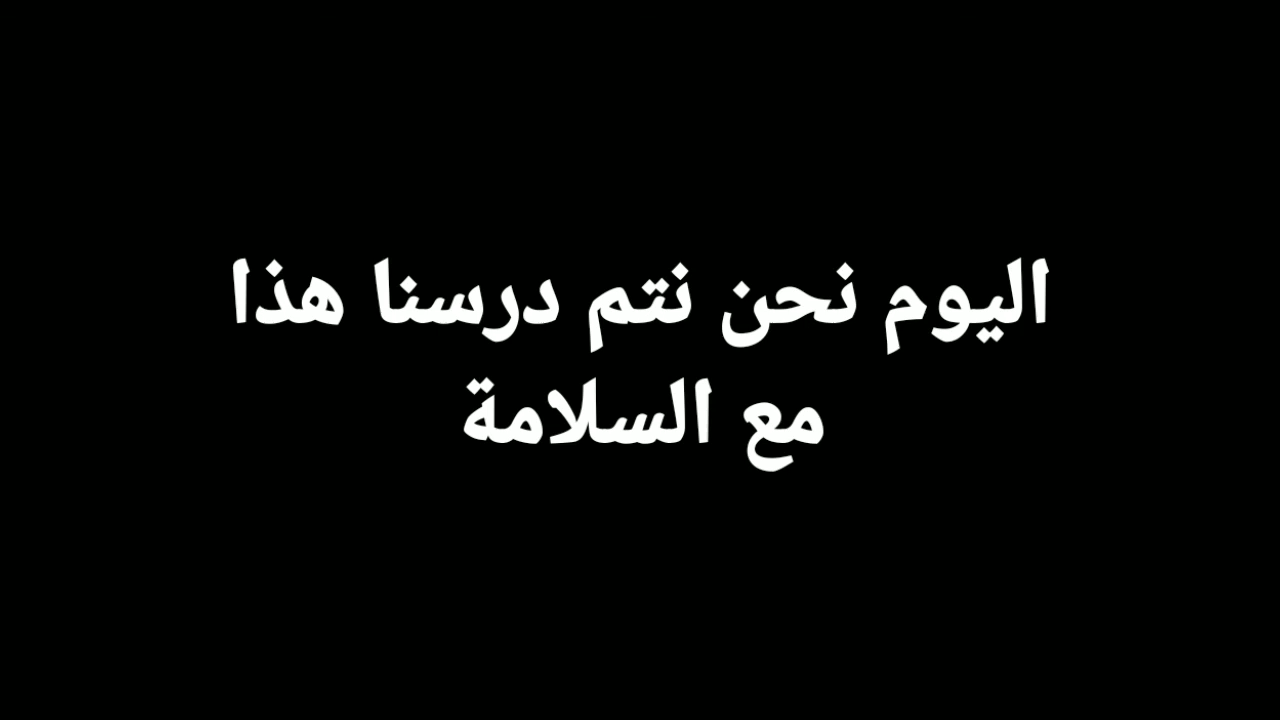 اليوم نحن نتم درسنا هذا
مع السلامة